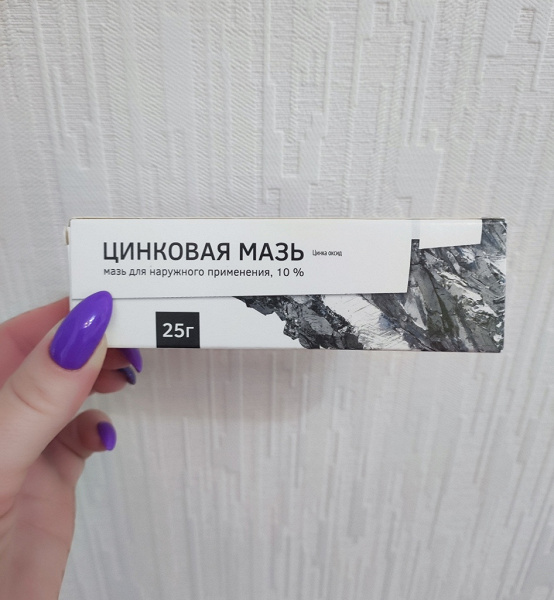 ЦИНКОВАЯ МАЗЬ Цинка оксид
мазь для наружного применения, 10 %
25г